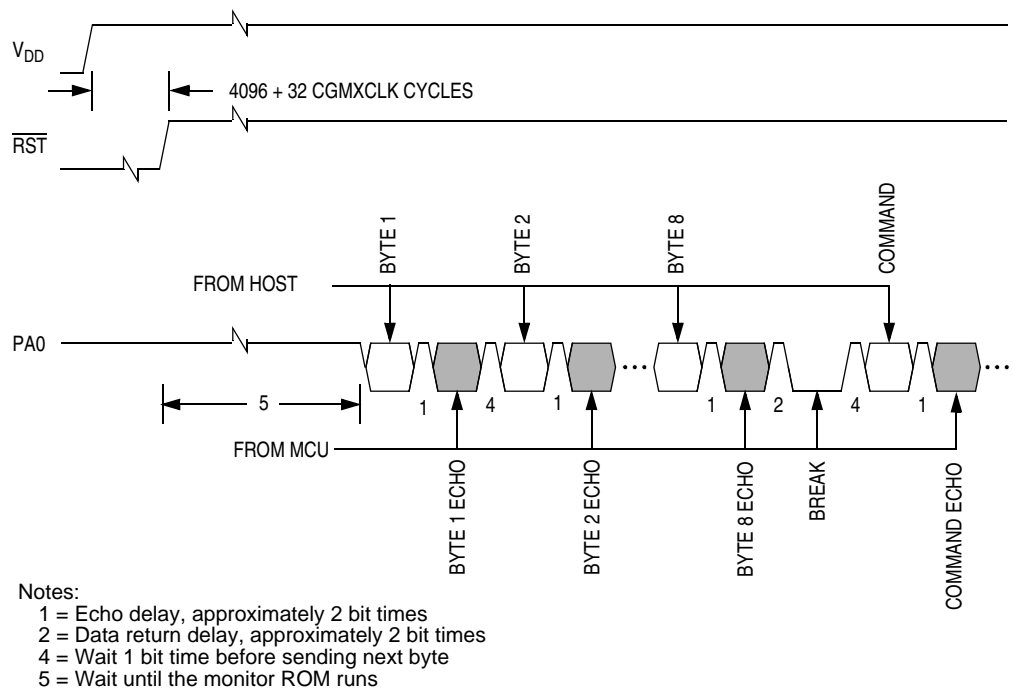 VDD
4096 + 32 CGMXCLK CYCLES
RST
BYTE 1
BYTE 2
BYTE 8
COMMAND
FROM HOST
PA0
1
4
1
1
2
4
1
5
FROM MCU
BYTE 1 ECHO
BYTE 2 ECHO
BYTE 8 ECHO
BREAK
COMMAND ECHO
Notes:
1 = Echo delay, approximately 2 bit times
2 = Data return delay, approximately 2 bit times
4 = Wait 1 bit time before sending next byte
5 = Wait until the monitor ROM runs